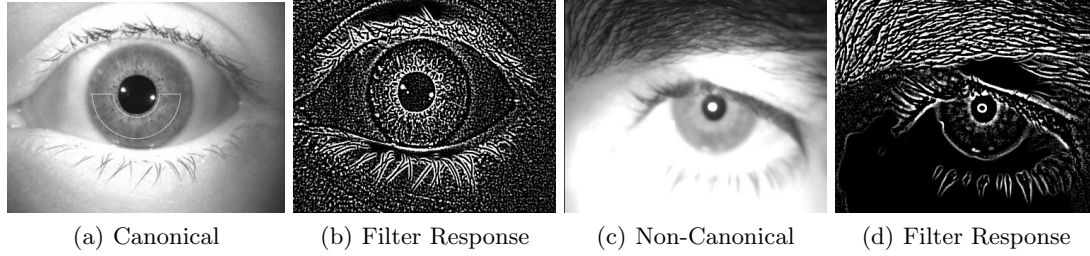 (a) Canonical
(b) Filter Response
(c) Non-Canonical
(d) Filter Response